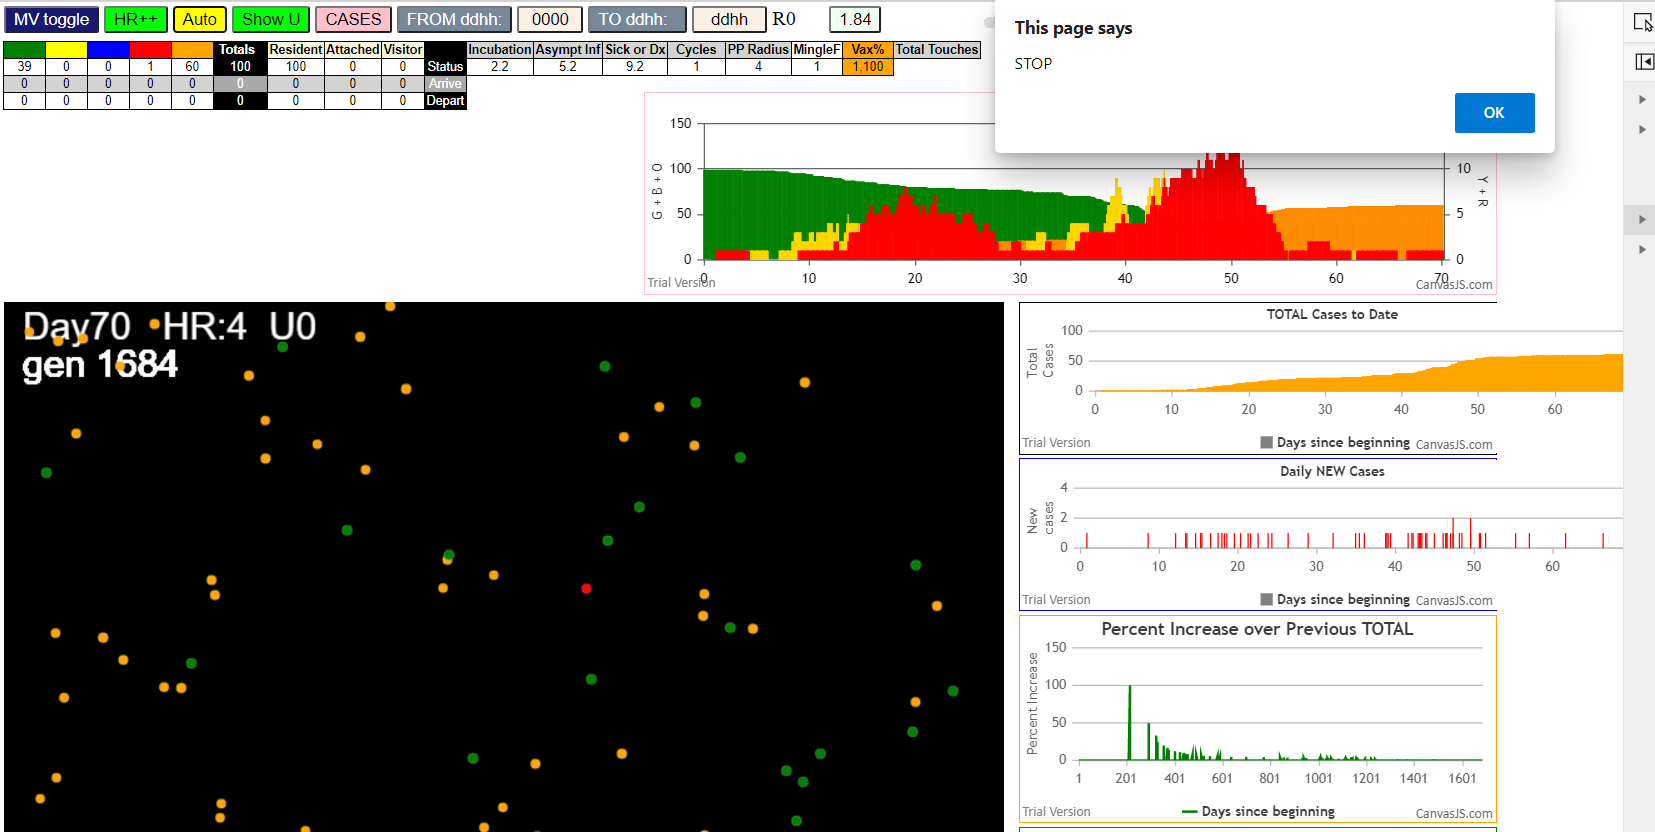 MV toggle HR++ Auto Show U CASES FROM ddhh: 0000 TO ddhh: ddhh R0 1.84
Totals Resident Attached Visitor Incubation Asympt Inf Sick or Dx Cycles PP Radius MingleF Vax% Total Touches
39 0 0 1 60 100 100 0 0 Status 2.2 5.2 9.2 1 4 1 1,100
0 0 0 0 0 0 0 0 0 Arrive
0 0 0 0 0 0 0 0 0 Depart
This page says
STOP
OK
150
100
50
0
G + B + O
10
5
0
Y + R
0 10 20 30 40 50 60 70
Trial Version
CanvasJS.com
Day70 HR:4 U0
gen 1684
TOTAL Cases to Date
Total Cases
100
50
0
0 10 20 30 40 50 60
Days since beginning
Trial Version
CanvasJS.com
Daily NEW Cases
New cases
4
2
0
0 10 20 30 40 50 60
Days since beginning
Trial Version
CanvasJS.com
Percent Increase over Previous TOTAL
Percent Increase
150
100
50
0
1 201 401 601 801 1001 1201 1401 1601
Days since beginning
Trial Version
CanvasJS.com